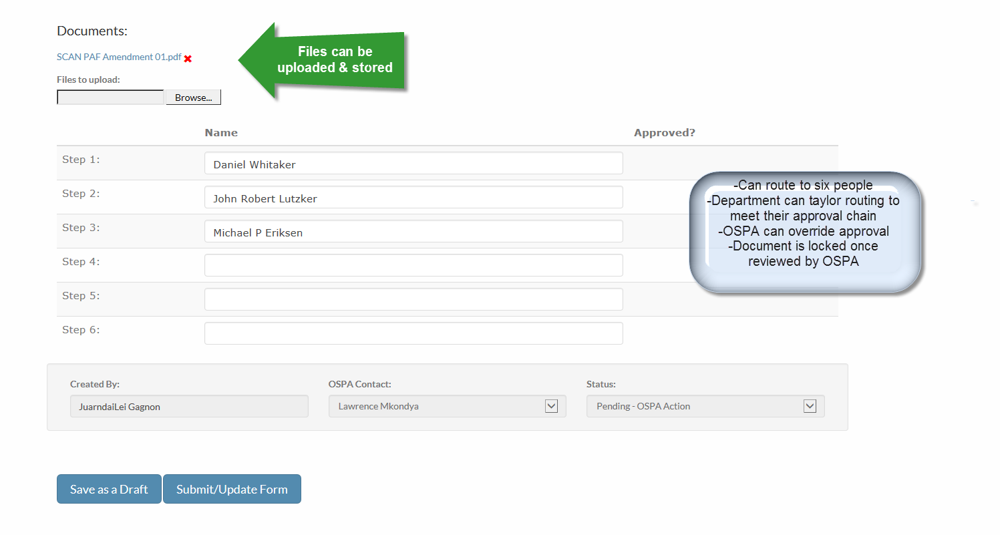 Documents:
SCAN PAF Amendment 01.pdf
Files can be
uploaded & stored
Files to upload:
Browse...
Name Approved?
Step 1: Daniel Whitaker
Step 2: John Robert Lutzker
Step 3: Michael P Eriksen
Step 4:
Step 5:
Step 6:
-Can route to six people
-Department can taylor routing to
meet their approval chain
-OSPA can override approval
-Document is locked once
reviewed by OSPA
Created By: OSPA Contact: Status:
JuarndaiLei Gagnon Lawrence Mkondya Pending - OSPA Action
Save as a Draft Submit/Update Form